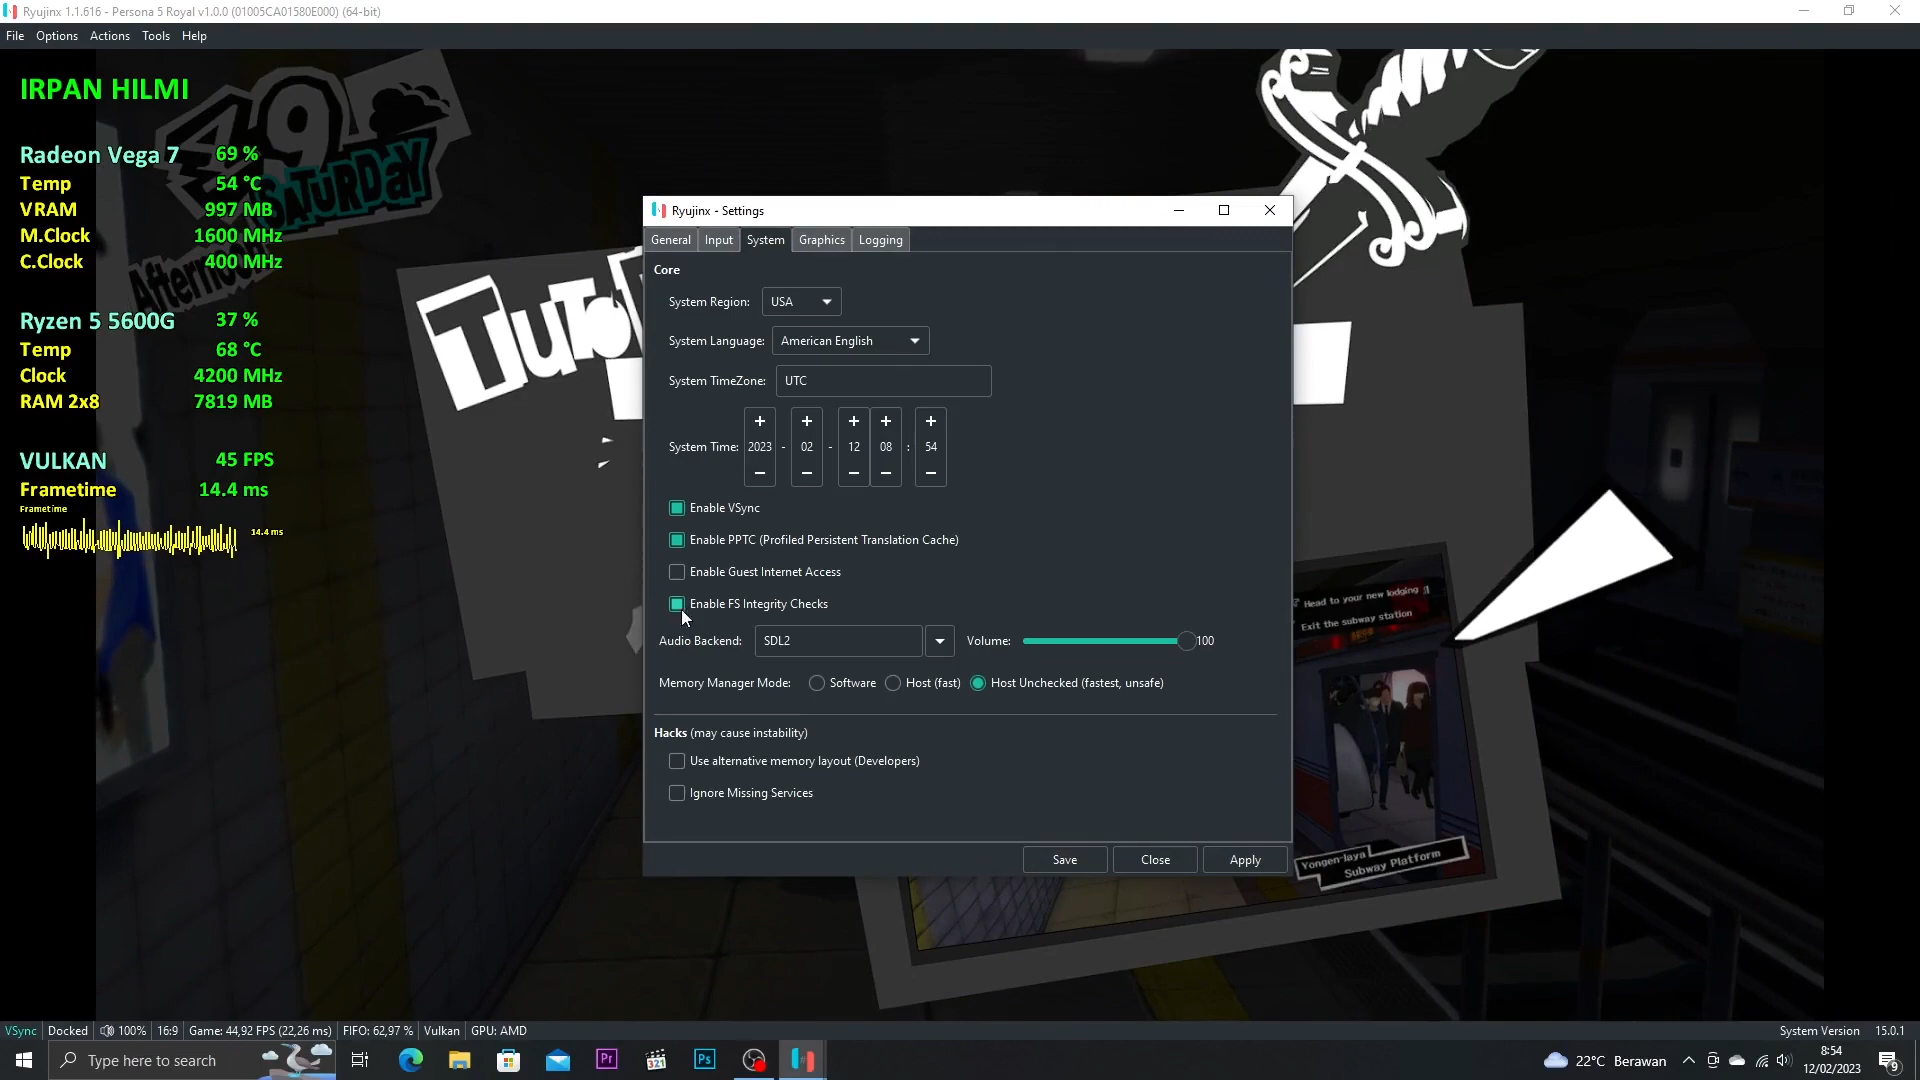 Ryujinx 1.1.616 - Persona 5 Royal v1.0.0 (01005CA01580E000) (64-bit)
File Options Actions Tools Help
IRPAN HILMI
Radeon Vega 7 69 %
Temp 54 °C
VRAM 997 MB
M.Clock 1600 MHz
C.Clock 400 MHz
Ryzen 5 5600G 37 %
Temp 68 °C
Clock 4200 MHz
RAM 2x8 7819 MB
VULKAN 45 FPS
Frametime 14.4 ms
Frametime
14.4 ms
9
SATURDAY
Afternoon
Ryujinx - Settings
General Input System Graphics Logging
Core
System Region: USA
System Language: American English
System TimeZone: UTC
System Time: 2023 - 02 - 12 08 : 54
Enable VSync
Enable PPTC (Profiled Persistent Translation Cache)
Enable Guest Internet Access
Enable FS Integrity Checks
Audio Backend: SDL2 Volume: 100
Memory Manager Mode: Software Host (fast) Host Unchecked (fastest, unsafe)
Hacks (may cause instability)
Use alternative memory layout (Developers)
Ignore Missing Services
Save Close Apply
Head to your new lodging
Exit the subway station
Yongen-Jaya
Subway Platform
VSync Docked 100% 16:9 Game: 44,92 FPS (22,26 ms) FIFO: 62,97 % Vulkan GPU: AMD System Version 15.0.1
Type here to search
Pr
321
Ps
22°C Berawan
8:54
12/02/2023
9